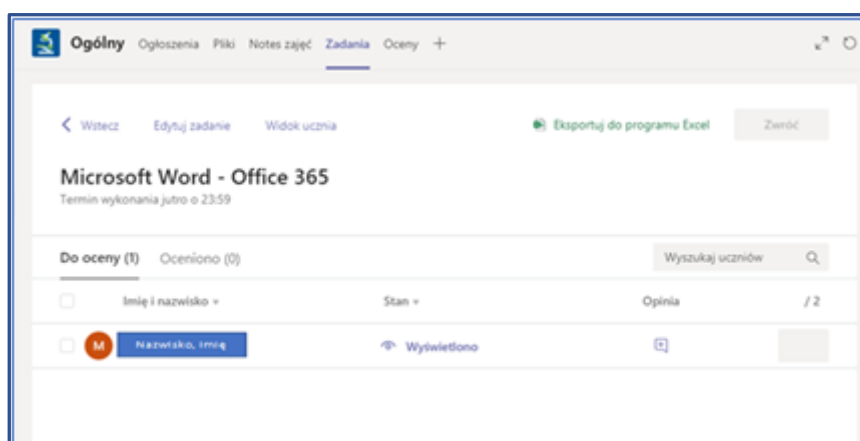 Ogólny Ogłoszenia Pliki Notes zajęć Zadania Oceny +
Wstecz Edytuj zadanie Widok ucznia Eksportuj do programu Excel Zwróć
Microsoft Word - Office 365
Termin wykonania jutro o 23:59
Do oceny (1) Oceniono (0) Wyszukaj uczniów
Imię i nazwisko Stan Opinia / 2
M Nazwisko, Imię Wyświetlono